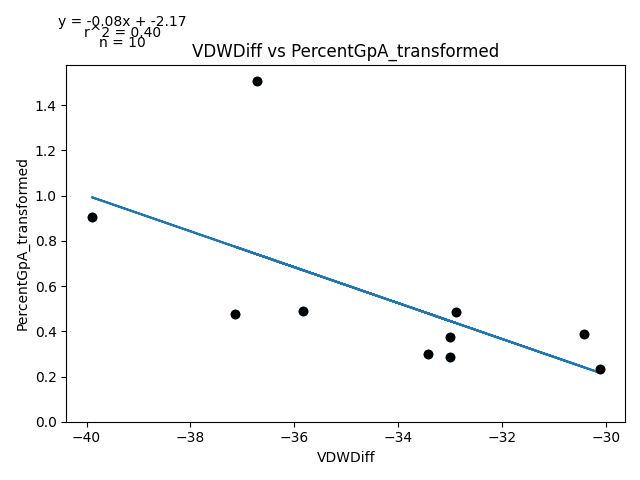 y = -0.08x + -2.17
r^2 = 0.40
n = 10
VDWDiff vs PercentGpA_transformed
PercentGpA_transformed
1.4
1.2
1.0
0.8
0.6
0.4
0.2
0.0
−40
−38
−36
−34
−32
−30
VDWDiff